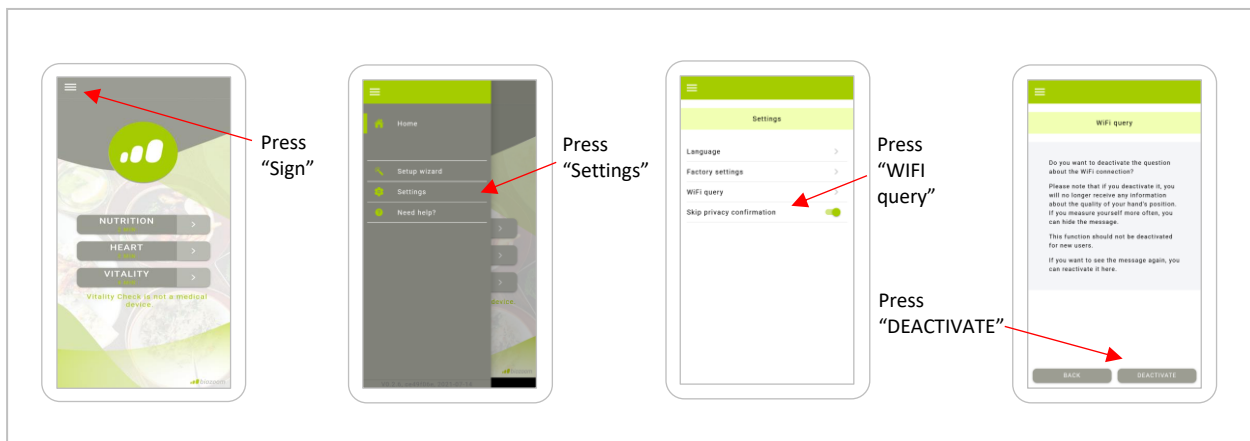 NUTRITION
HEART
VITALITY
Vitality Check is not a medical
device.
biozoom
Press
“Sign”
Home
Setup wizard
Settings
Need help?
device.
biozoom
Press
“Settings”
Settings
Language
Factory settings
WiFi query
Skip privacy confirmation
Press
“WIFI
query”
WiFi query
Do you want to deactivate the question
about the WiFi connection?
Please note that if you deactivate it, you
will no longer receive any information
about the quality of your hand's position.
If you measure yourself more often, you
can hide the message.
This function should not be deactivated
for new users.
If you want to see the message again, you
can reactivate it here.
Press
“DEACTIVATE”
BACK
DEACTIVATE